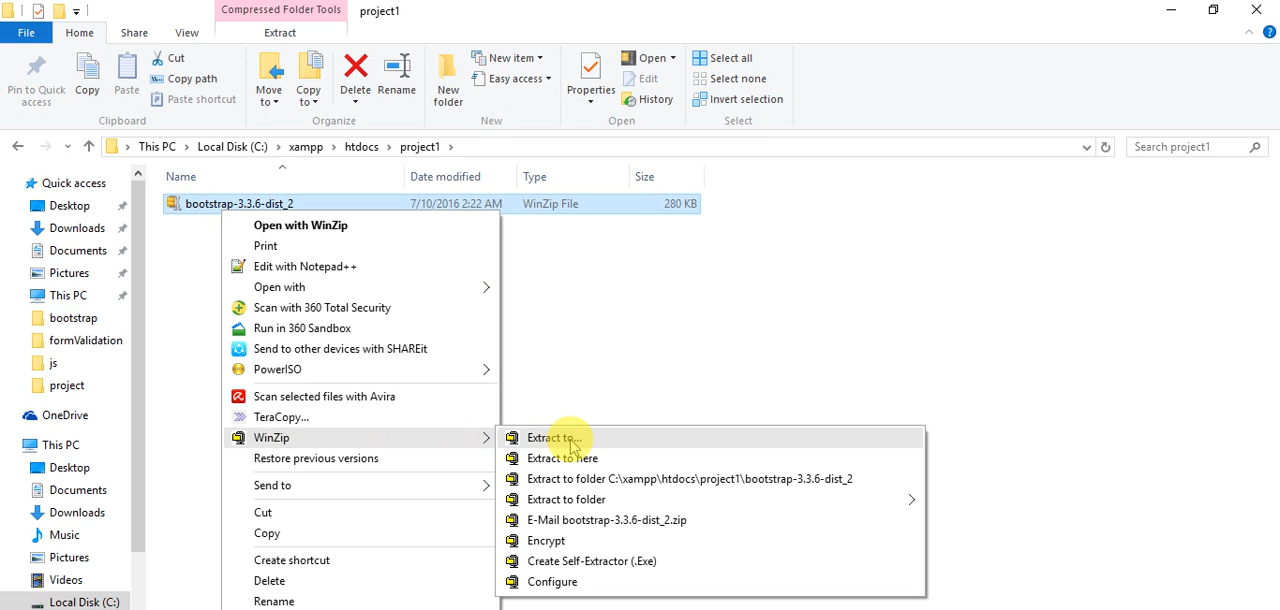 Compressed Folder Tools
project1
File
Home
Share
View
Extract
Pin to Quick access
Copy
Paste
Cut
Copy path
Paste shortcut
Clipboard
Move to
Copy to
Delete
Rename
Organize
New folder
New item
Easy access
New
Properties
Open
Edit
History
Open
Select all
Select none
Invert selection
Select
This PC > Local Disk (C:) > xampp > htdocs > project1 >
Search project1
Name
Date modified
Type
Size
bootstrap-3.3.6-dist_2
7/10/2016 2:22 AM
WinZip File
280 KB
Quick access
Desktop
Downloads
Documents
Pictures
This PC
bootstrap
formValidation
js
project
OneDrive
This PC
Desktop
Documents
Downloads
Music
Pictures
Videos
Local Disk (C:)
Open with WinZip
Print
Edit with Notepad++
Open with
Scan with 360 Total Security
Run in 360 Sandbox
Send to other devices with SHAREit
PowerISO
Scan selected files with Avira
TeraCopy...
WinZip
Restore previous versions
Send to
Cut
Copy
Create shortcut
Delete
Rename
Extract to...
Extract to here
Extract to folder C:\xampp\htdocs\project1\bootstrap-3.3.6-dist_2
Extract to folder
E-Mail bootstrap-3.3.6-dist_2.zip
Encrypt
Create Self-Extractor (.Exe)
Configure